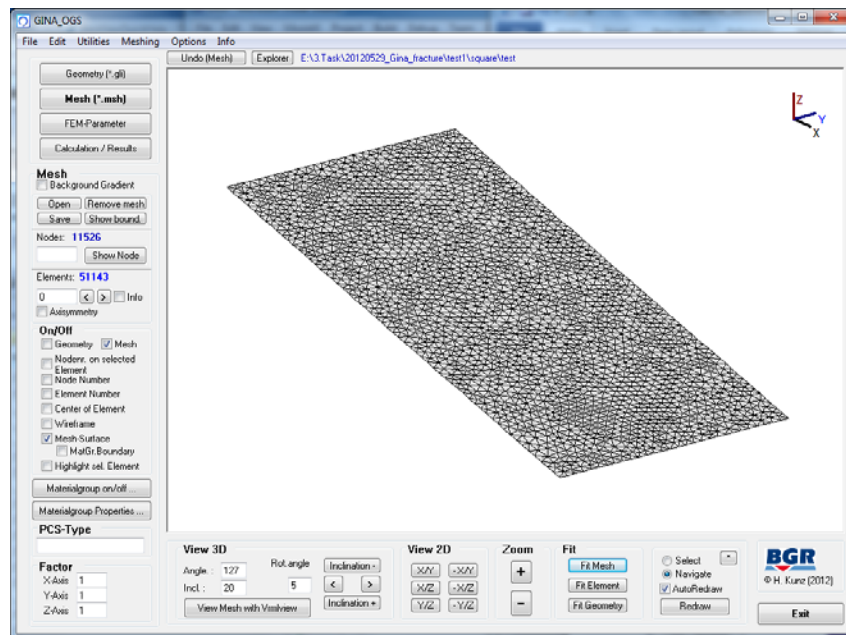 GINA_OGS
File Edit Utilities Meshing Options Info
Undo (Mesh) Explorer E:\3.Task\20120529_Gina_fracture\test1\square\test
Geometry (*.gli)
Mesh (*.msh)
FEM-Parameter
Calculation / Results
Mesh
Background Gradient
Open Remove mesh
Save Show bound.
Nodes: 11526
Show Node
Elements: 51143
0 < > Info
Axisymmetry
On/Off
Geometry Mesh
Nodenr. on selected
Element
Node Number
Element Number
Center of Element
Wireframe
Mesh-Surface
MatGr.Boundary
Highlight sel. Element
Materialgroup on/off ...
Materialgroup Properties ...
PCS-Type
Factor
X-Axis 1
Y-Axis 1
Z-Axis 1
Z
Y
X
View 3D
Angle.: 127 Rot.angle Inclination -
Incl.: 20 5 < >
View Mesh with Vrmlview Inclination +
View 2D
X/Y -X/Y
X/Z -X/Z
Y/Z -Y/Z
Zoom
+
-
Fit
Fit Mesh
Fit Element
Fit Geometry
Select
Navigate
AutoRedraw
Redraw
BGR
© H. Kunz (2012)
Exit